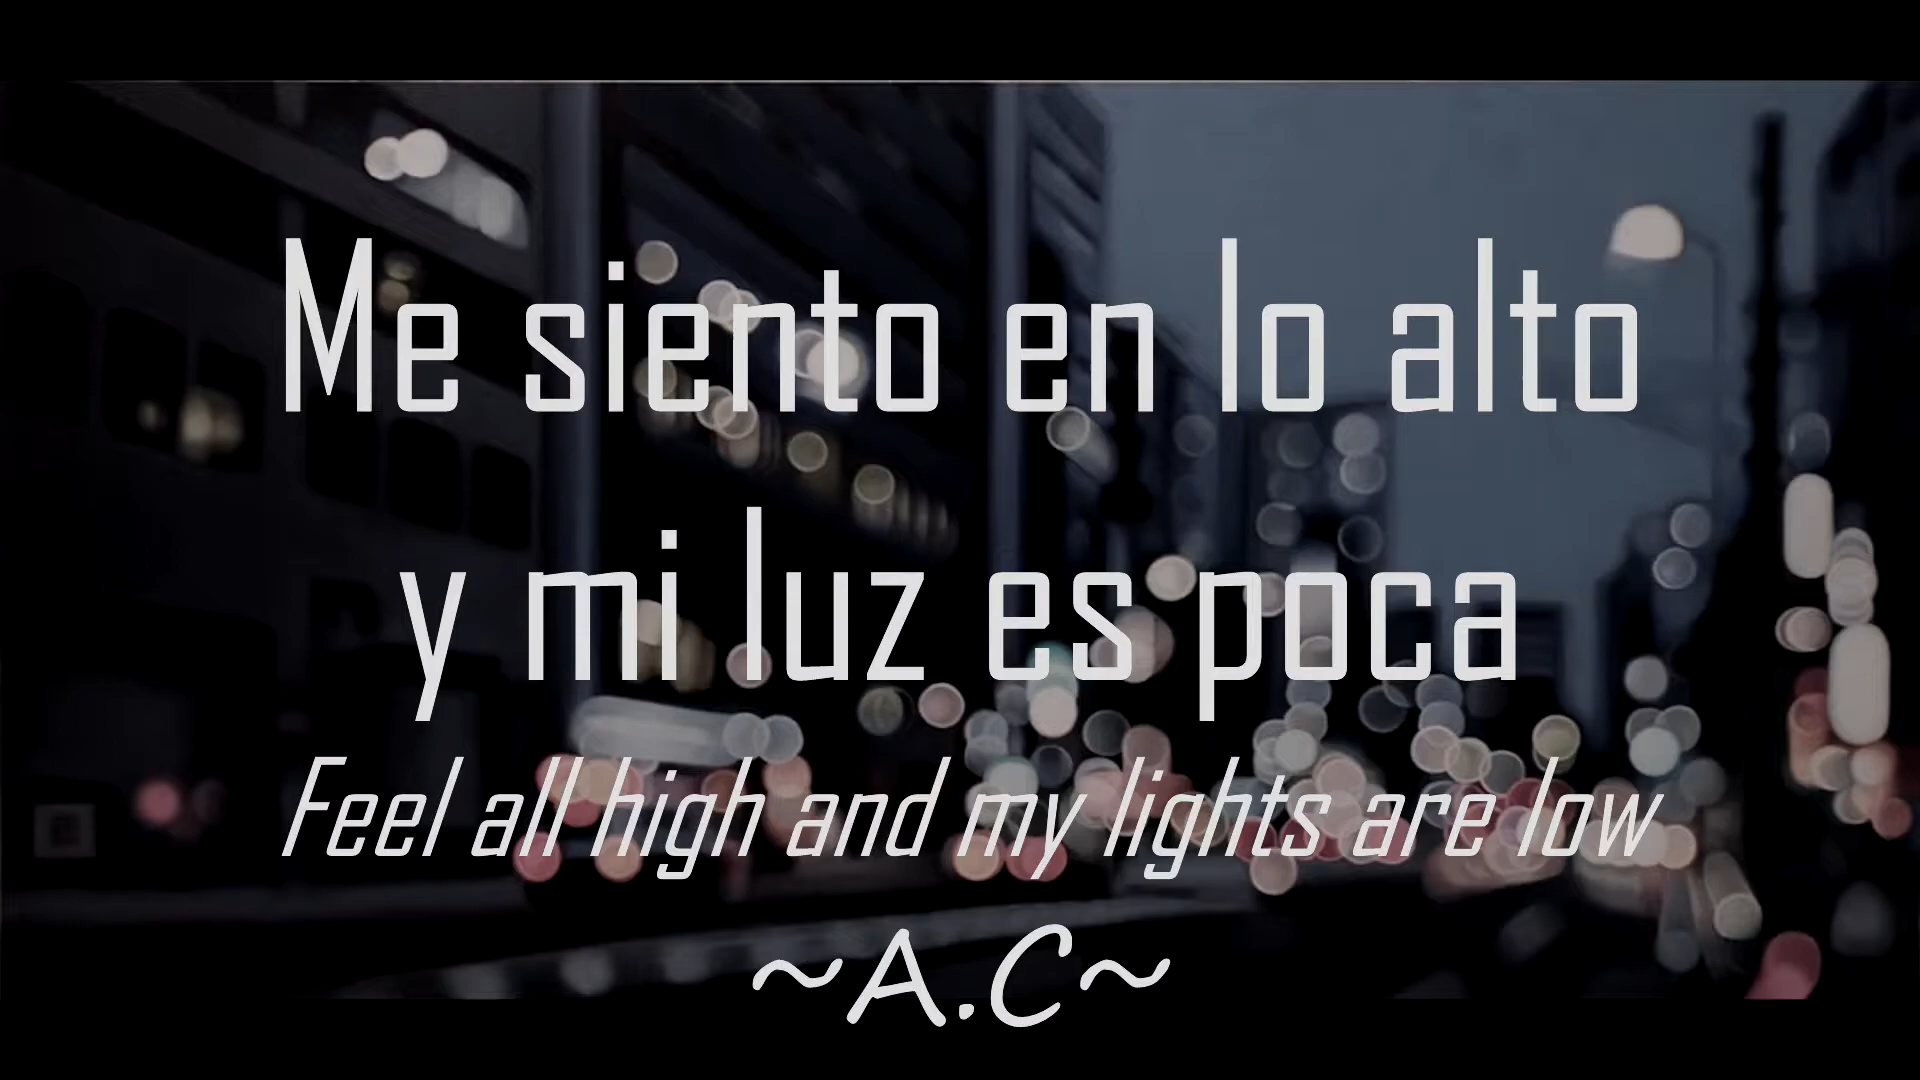 Me siento en lo alto
y mi luz es poca
Feel all high and my lights are low
~A.C~